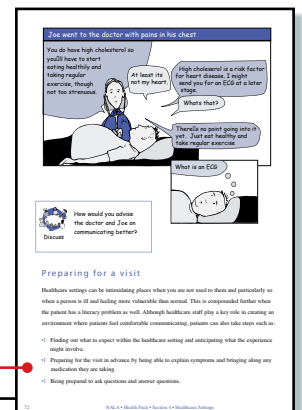 Joe went to the doctor with pains in his chest
You do have high cholesterol so
you'll have to start
eating healthily and
taking regular
exercise, though
not too strenuous.
At least its
not my heart.
High cholesterol is a risk factor
for heart disease. I might
send you for an ECG at a later
stage.
Whats that?
There's no point going into it
yet. Just eat healthy and
take regular exercise
What is an ECG
Discuss
How would you advise
the doctor and Joe on
communicating better?
Preparing for a visit
Healthcare settings can be intimidating places when you are not used to them and particularly so
when a person is ill and feeling more vulnerable than normal. This is compounded further when
the patient has a literacy problem as well. Although healthcare staff play a key role in creating an
environment where patients feel comfortable communicating, patients can also take steps such as:
Finding out what to expect within the healthcare setting and anticipating what the experience
might involve.
Preparing for the visit in advance by being able to explain symptoms and bringing along any
medication they are taking.
Being prepared to ask questions and answer questions.
72
NALA • Health Pack • Section 4 • Healthcare Settings